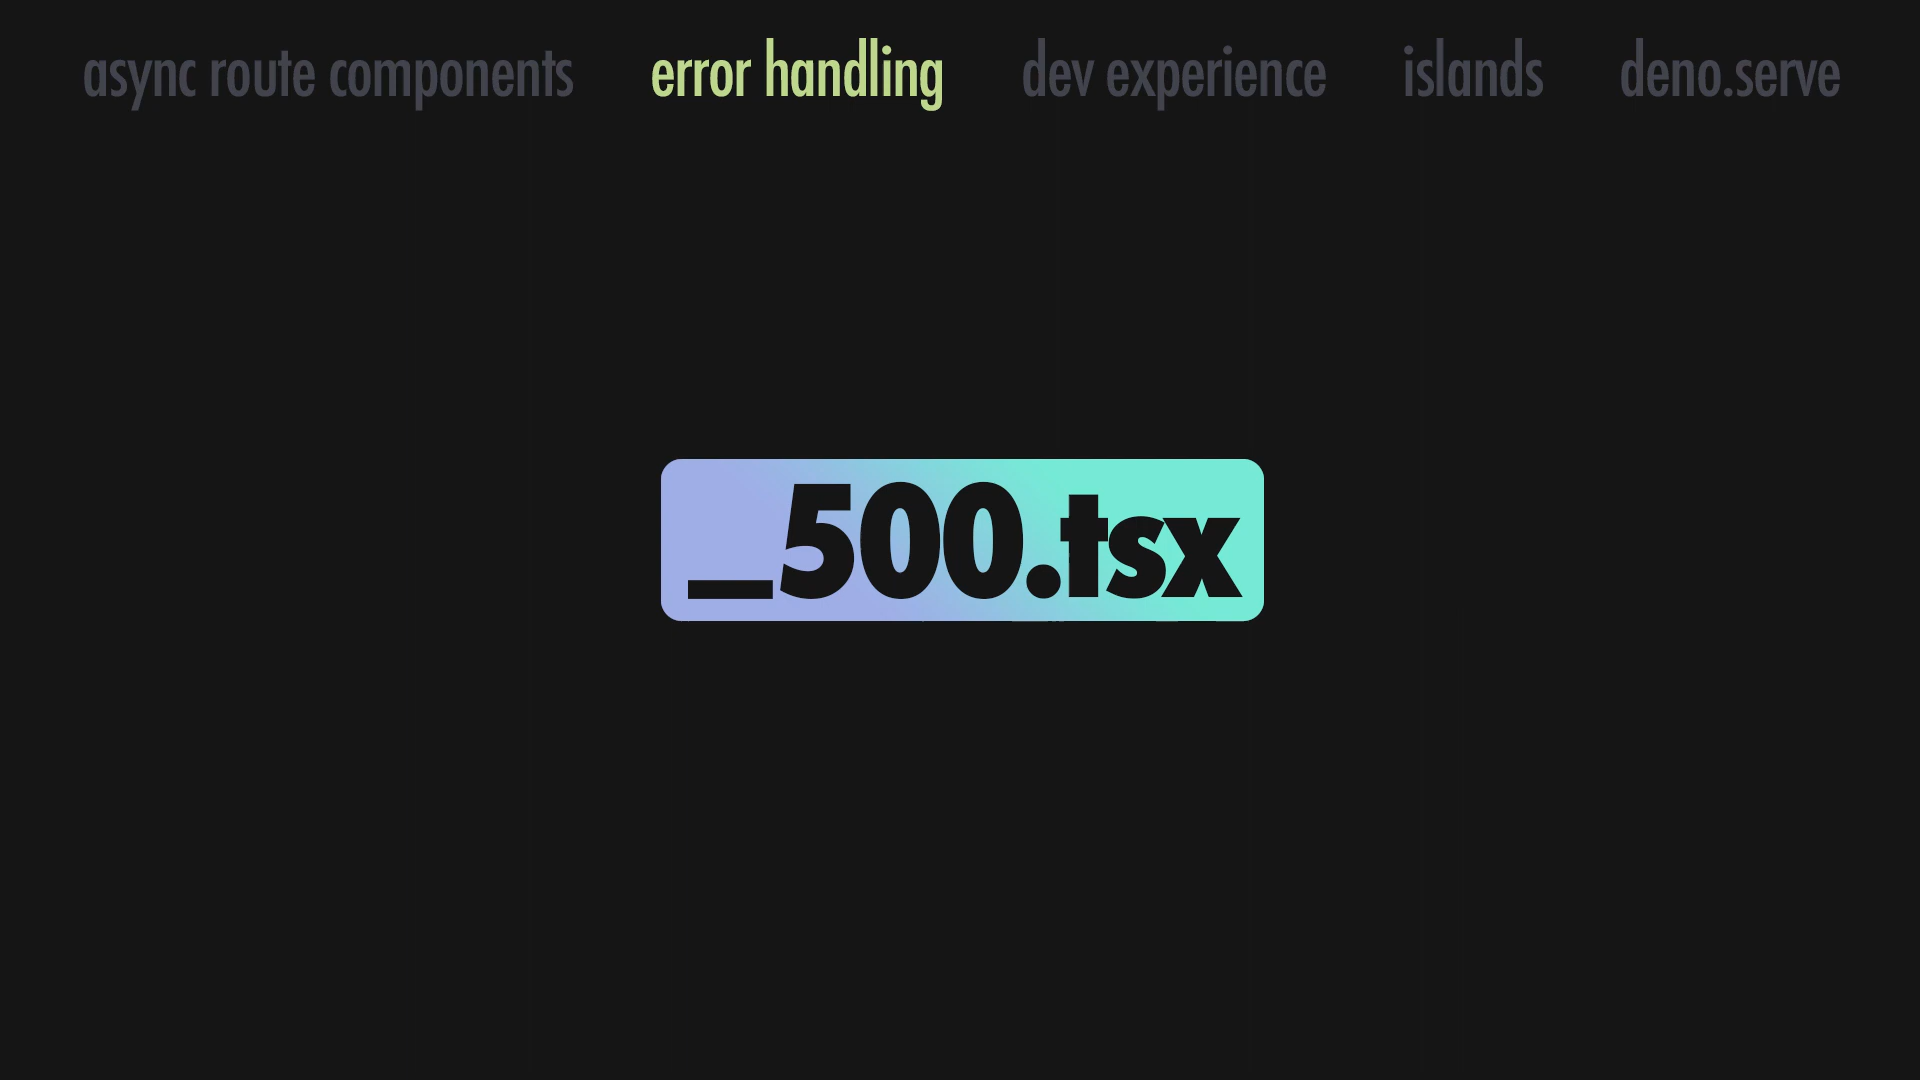 async route components error handling dev experience islands deno.serve
_500.tsx